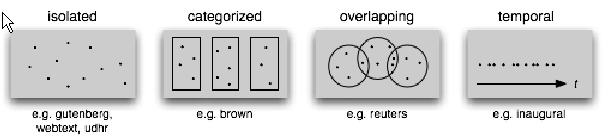 isolated
categorized
overlapping
temporal
t
e.g. gutenberg,
webtext, udhr
e.g. brown
e.g. reuters
e.g. inaugural